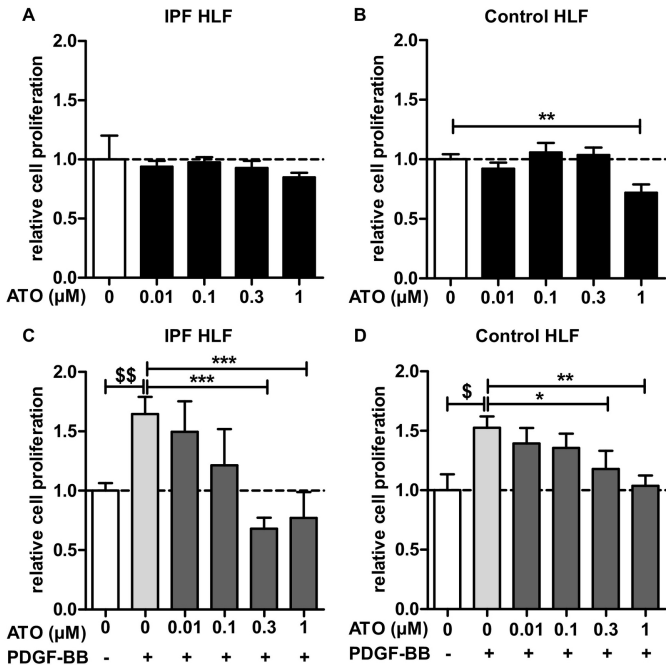 A IPF HLF
relative cell proliferation
2.0
1.5
1.0
0.5
0.0
ATO (µM) 0 0.01 0.1 0.3 1
B Control HLF
relative cell proliferation
2.0
1.5
1.0
0.5
0.0
**
ATO (µM) 0 0.01 0.1 0.3 1
C IPF HLF
relative cell proliferation
2.0
1.5
1.0
0.5
0.0
$$
***
***
ATO (µM) 0 0 0.01 0.1 0.3 1
PDGF-BB - + + + + +
D Control HLF
relative cell proliferation
2.0
1.5
1.0
0.5
0.0
$
**
*
ATO (µM) 0 0 0.01 0.1 0.3 1
PDGF-BB - + + + + +